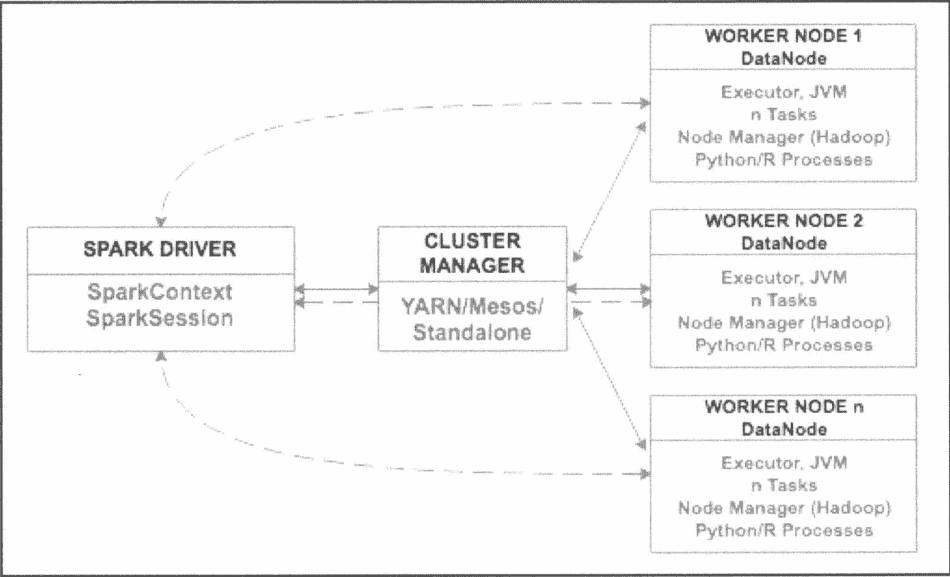 WORKER NODE 1
DataNode
Executor, JVM
n Tasks
Node Manager (Hadoop)
Python/R Processes
SPARK DRIVER
SparkContext
SparkSession
CLUSTER
MANAGER
YARN/Mesos/
Standalone
WORKER NODE 2
DataNode
Executor, JVM
n Tasks
Node Manager (Hadoop)
Python/R Processes
WORKER NODE n
DataNode
Executor, JVM
n Tasks
Node Manager (Hadoop)
Python/R Processes